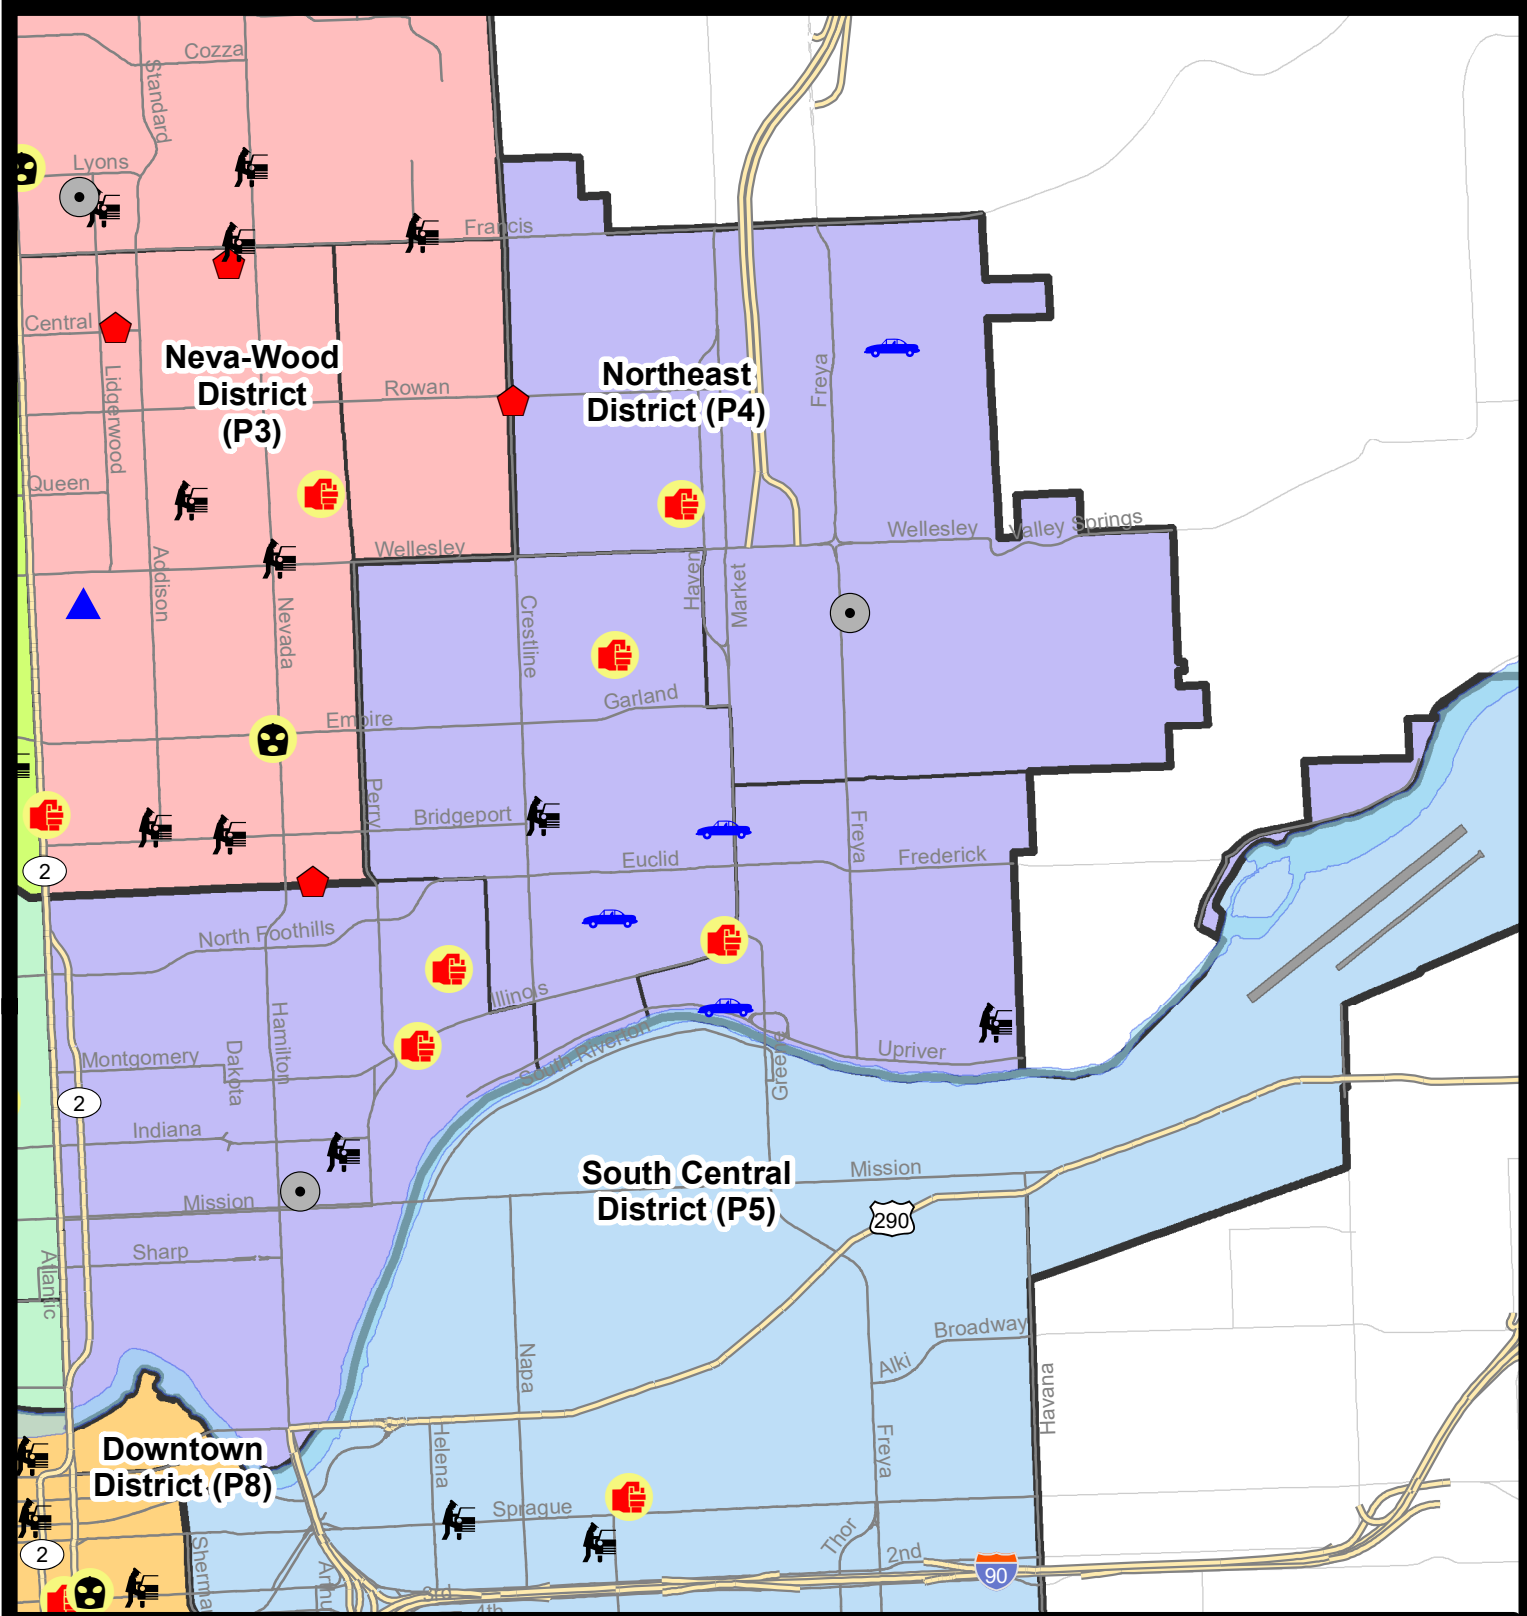 Cozza
Standard
Lyons
Francis
Central
Neva-Wood
District
(P3)
Lidgerwood
Rowan
Northeast
District (P4)
Freya
Queen
Wellesley
Wellesley
Valley Springs
Addison
Nevada
Crestline
Haven
Market
Garland
Empire
Perry
Bridgeport
Freya
Euclid
Frederick
2
North Foothills
Illinois
Hamilton
South Riverton
Greene
Upriver
Montgomery
Dakota
2
Indiana
South Central
District (P5)
Mission
Mission
290
Sharp
Atlantic
Broadway
Napa
Alki
Havana
Helena
Freya
Downtown
District (P8)
Sprague
Thor
2nd
2
90
3rd
4th